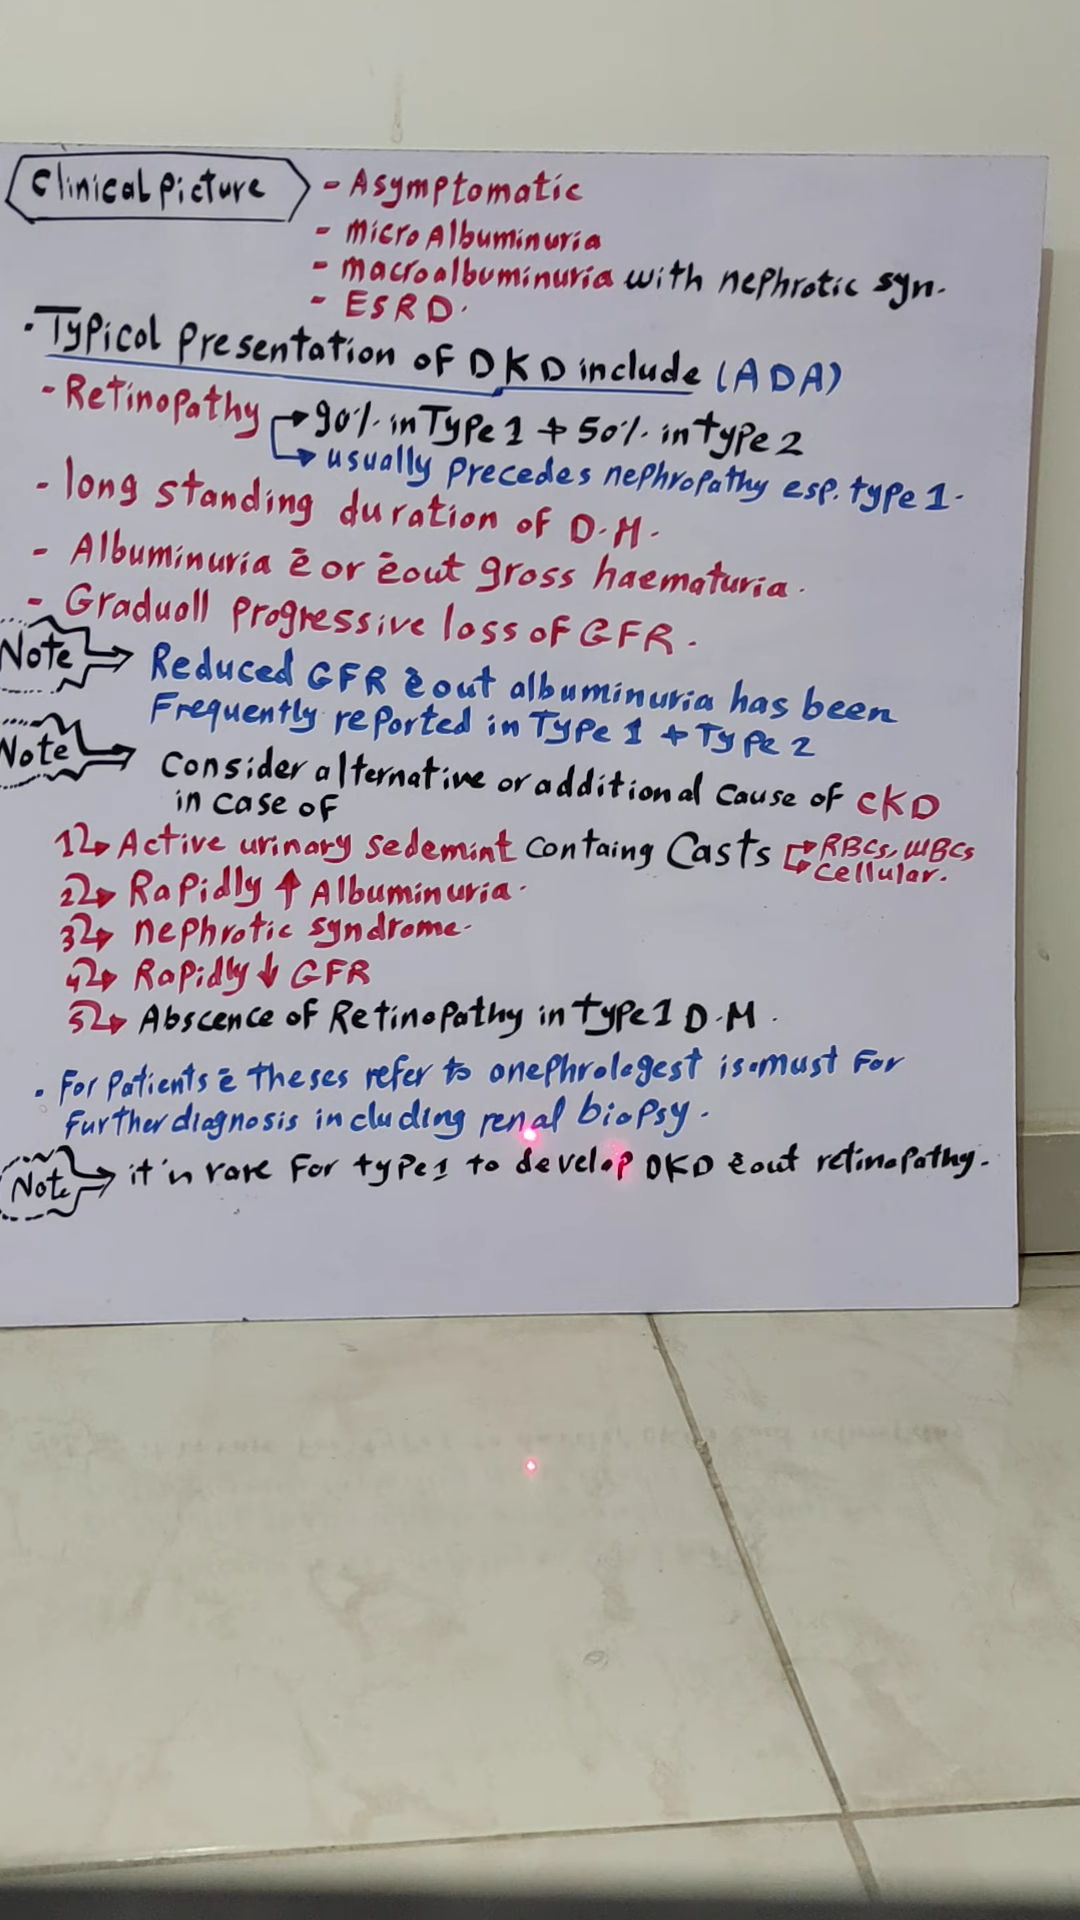 Clinical picture
- Asymptomatic
- micro Albuminuria
- macroalbuminuria with nephrotic syn.
- ESRD.
. Typical presentation of DKD include (ADA)
- Retinopathy → 90% in Type 1 + 50% in type 2
→ usually precedes nephropathy esp. type 1.
- long standing duration of D.M.
- Albuminuria c̄ or c̄out gross haematuria.
- Graduall progressive loss of GFR.
Note ⇒ Reduced GFR c̄out albuminuria has been
Frequently reported in Type 1 + Type 2
Note ⇒ Consider alternative or additional cause of CKD
in case of
1 → Active urinary sedemint containg Casts → RBCs, WBCs
→ Cellular.
2 → Rapidly ↑ Albuminuria.
3 → nephrotic syndrome.
4 → Rapidly ↓ GFR
5 → Abscence of Retinopathy in type 1 D.M.
. For patients c̄ theses refer to onephrologest is must For
Further diagnosis including renal biopsy.
Note ⇒ it is rare For type 1 to develop DKD c̄out retinopathy.